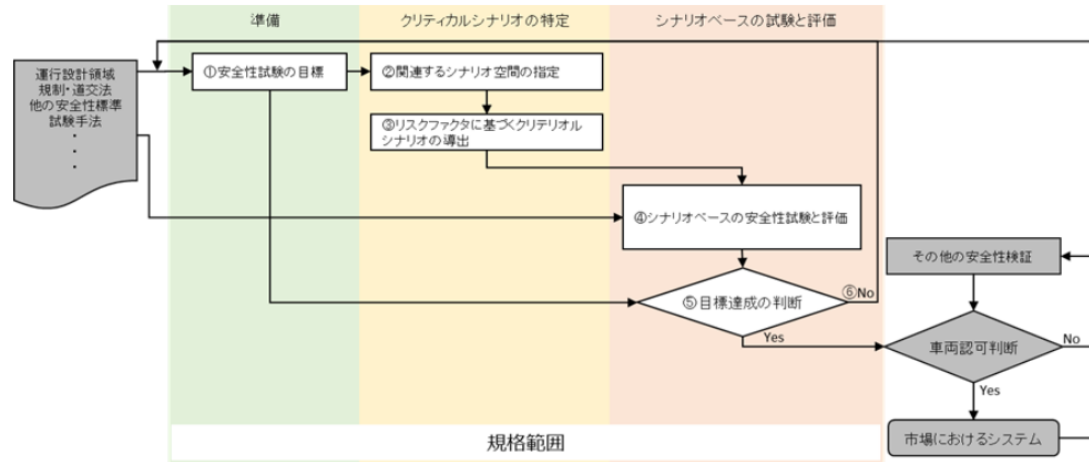 準備
クリティカルシナリオの特定
シナリオベースの試験と評価
運行設計領域
規制・道交法
他の安全性標準
試験手法
・
・
・
①安全性試験の目標
②関連するシナリオ空間の指定
③リスクファクタに基づくクリテリオル
シナリオの導出
④シナリオベースの安全性試験と評価
⑤目標達成の判断
⑥No
Yes
その他の安全性検証
車両認可判断
No
Yes
市場におけるシステム
規格範囲